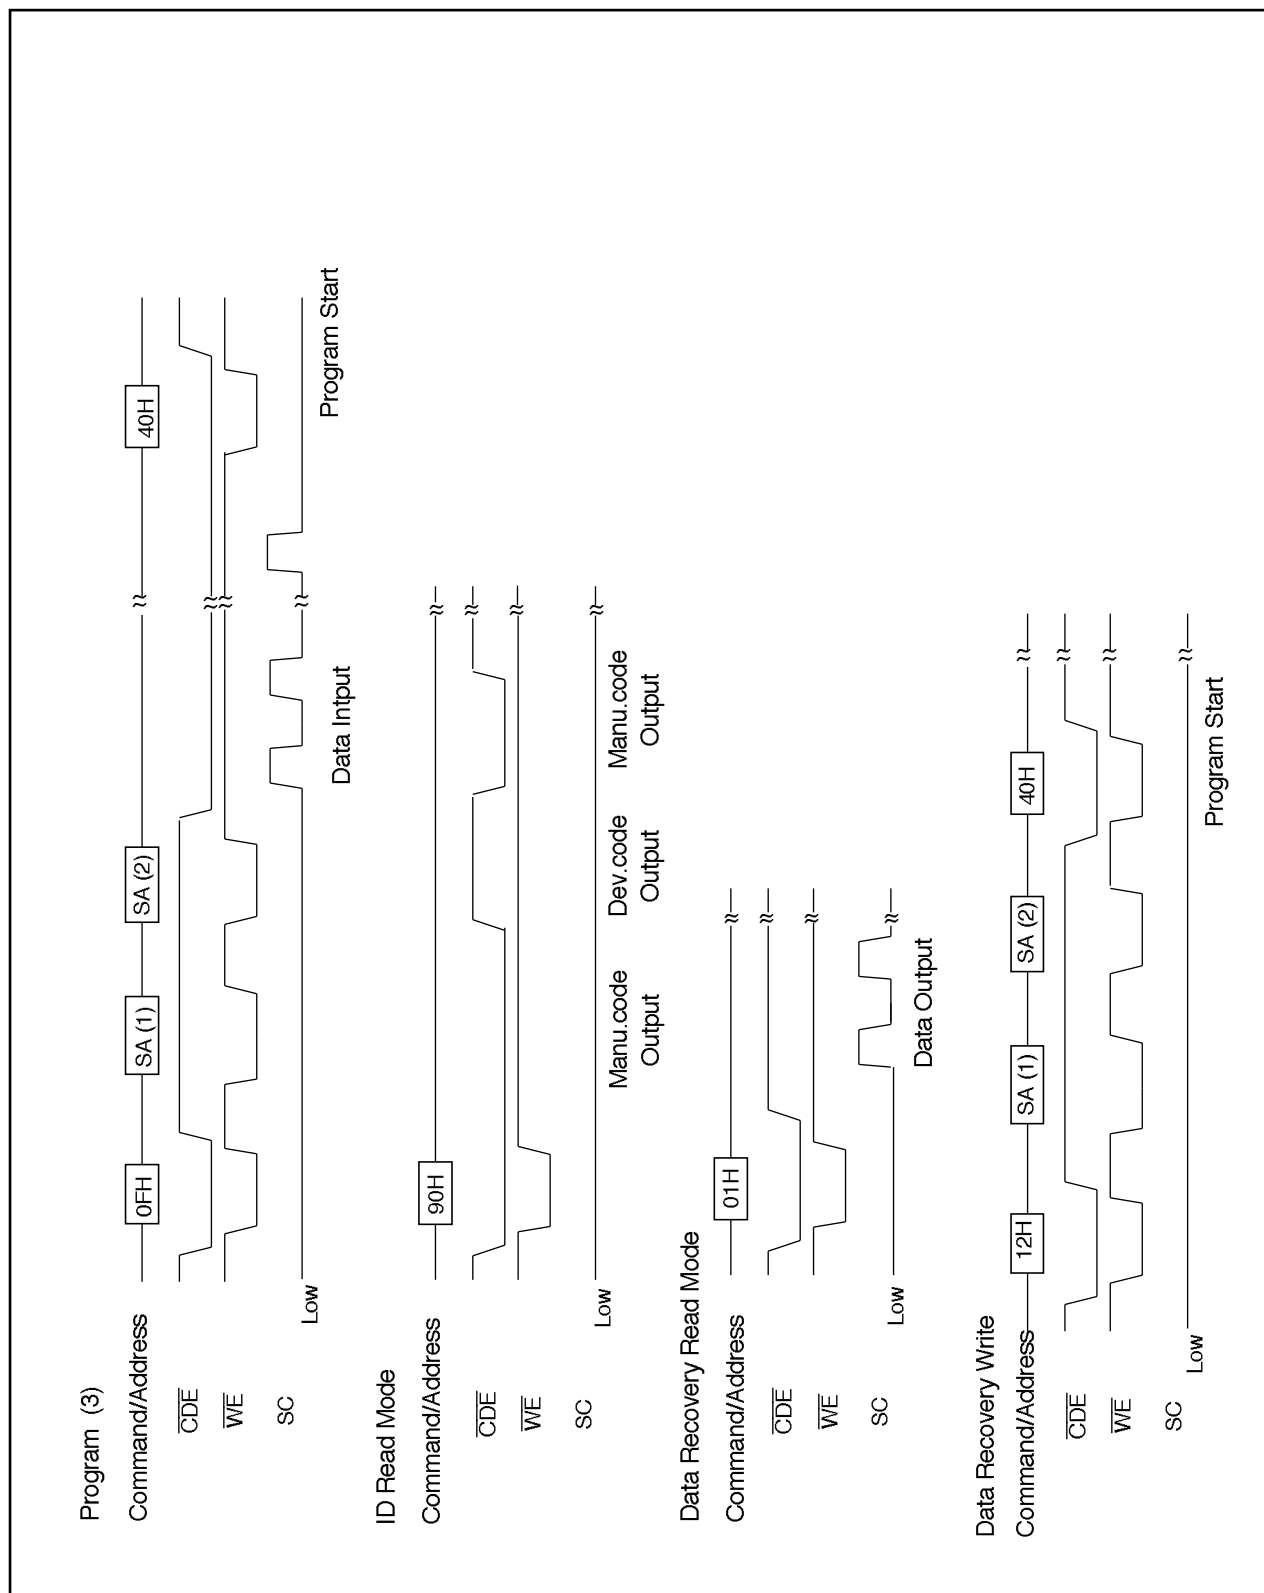 Program (3)
Command/Address
0FH
SA (1)
SA (2)
40H
CDE
WE
SC
Low
Data Intput
Program Start
ID Read Mode
Command/Address
90H
CDE
WE
SC
Low
Manu.code
Output
Dev.code
Output
Manu.code
Output
Data Recovery Read Mode
Command/Address
01H
CDE
WE
SC
Low
Data Output
Data Recovery Write
Command/Address
12H
SA (1)
SA (2)
40H
CDE
WE
SC
Low
Program Start